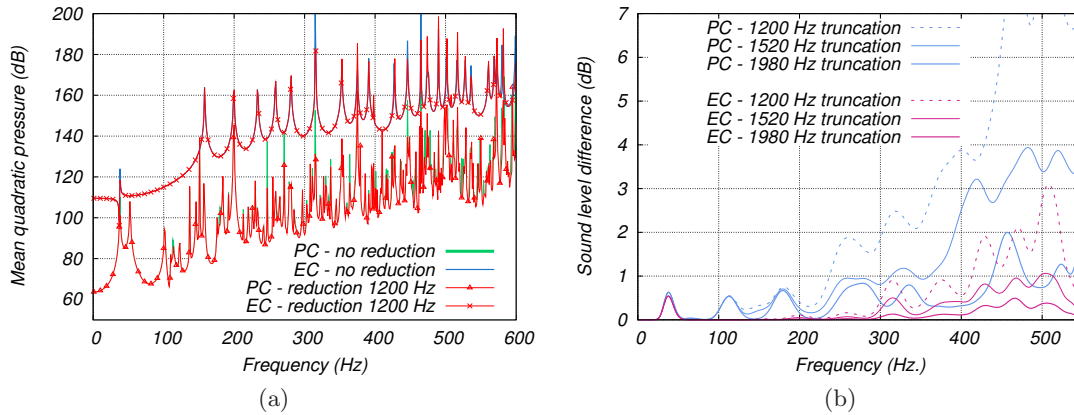 Mean quadratic pressure (dB)
200
180
160
140
120
100
80
60
PC - no reduction
EC - no reduction
PC - reduction 1200 Hz
EC - reduction 1200 Hz
0 100 200 300 400 500 600
Frequency (Hz)
(a)
Sound level difference (dB)
7
6
5
4
3
2
1
0
PC - 1200 Hz truncation
PC - 1520 Hz truncation
PC - 1980 Hz truncation
EC - 1200 Hz truncation
EC - 1520 Hz truncation
EC - 1980 Hz truncation
0 100 200 300 400 500
Frequency (Hz.)
(b)